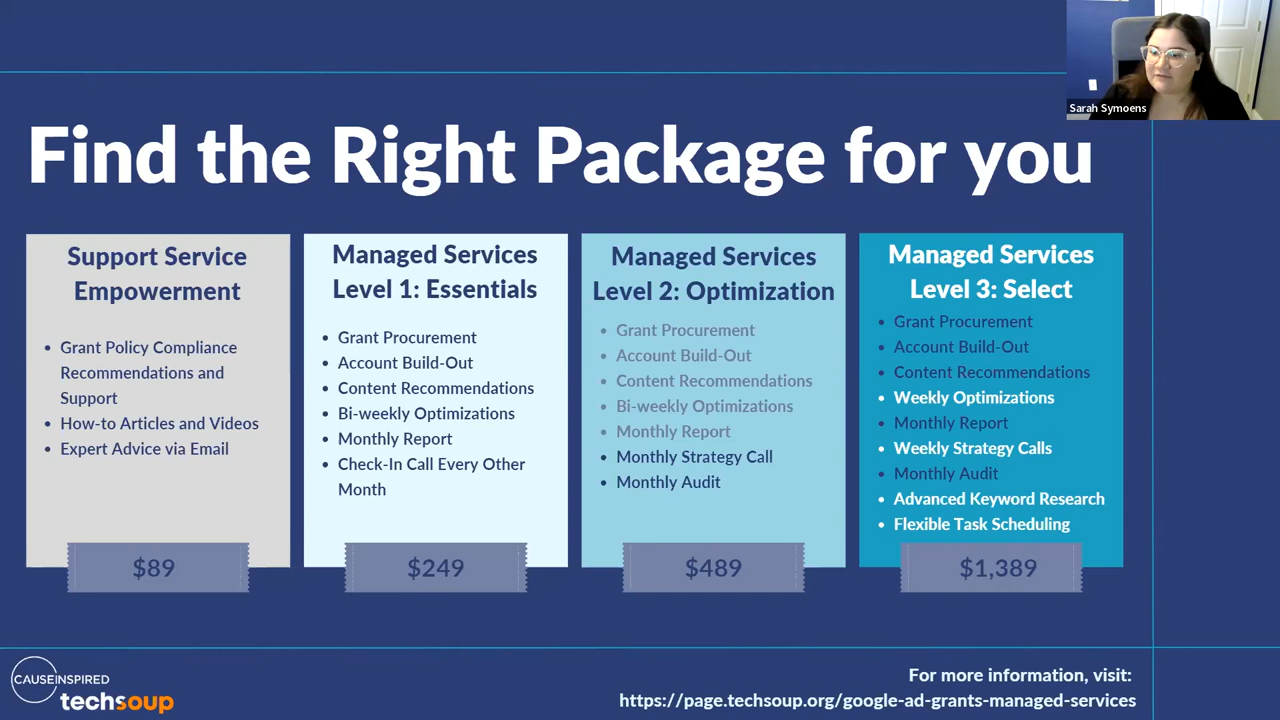 Sarah Symoens
Find the Right Package for you
Support Service
Empowerment
• Grant Policy Compliance
Recommendations and
Support
• How-to Articles and Videos
• Expert Advice via Email
$89
Managed Services
Level 1: Essentials
• Grant Procurement
• Account Build-Out
• Content Recommendations
• Bi-weekly Optimizations
• Monthly Report
• Check-In Call Every Other
Month
$249
Managed Services
Level 2: Optimization
• Grant Procurement
• Account Build-Out
• Content Recommendations
• Bi-weekly Optimizations
• Monthly Report
• Monthly Strategy Call
• Monthly Audit
$489
Managed Services
Level 3: Select
• Grant Procurement
• Account Build-Out
• Content Recommendations
• Weekly Optimizations
• Monthly Report
• Weekly Strategy Calls
• Monthly Audit
• Advanced Keyword Research
• Flexible Task Scheduling
$1,389
CAUSEINSPIRED
techsoup
For more information, visit:
https://page.techsoup.org/google-ad-grants-managed-services